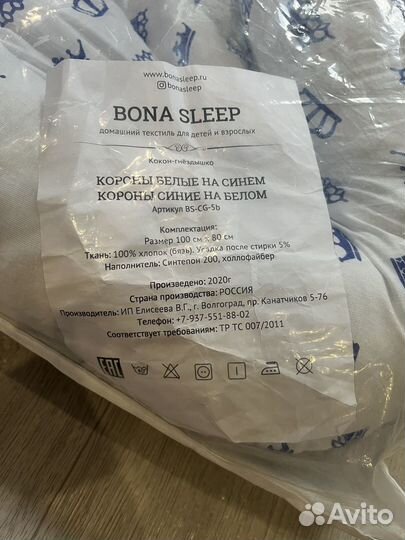 www.bonasleep.ru
bonasleep
BONA SLEEP
домашний текстиль для детей и взрослых
Кокон-гнёздышко
КОРОНЫ БЕЛЫЕ НА СИНЕМ
КОРОНЫ СИНИЕ НА БЕЛОМ
Артикул BS-CG-5b
Комплектация:
Размер 100 см х 80 см
Ткань: 100% хлопок (бязь). Усадка после стирки 5%
Наполнитель: Синтепон 200, холлофайбер
Произведено: 2020г
Страна производства: РОССИЯ
Производитель: ИП Елисеева В.Г., г. Волгоград, пр. Канатчиков 5-76
Телефон: +7-937-551-88-02
Соответствует требованиям: ТР ТС 007/2011
EAC
Avito